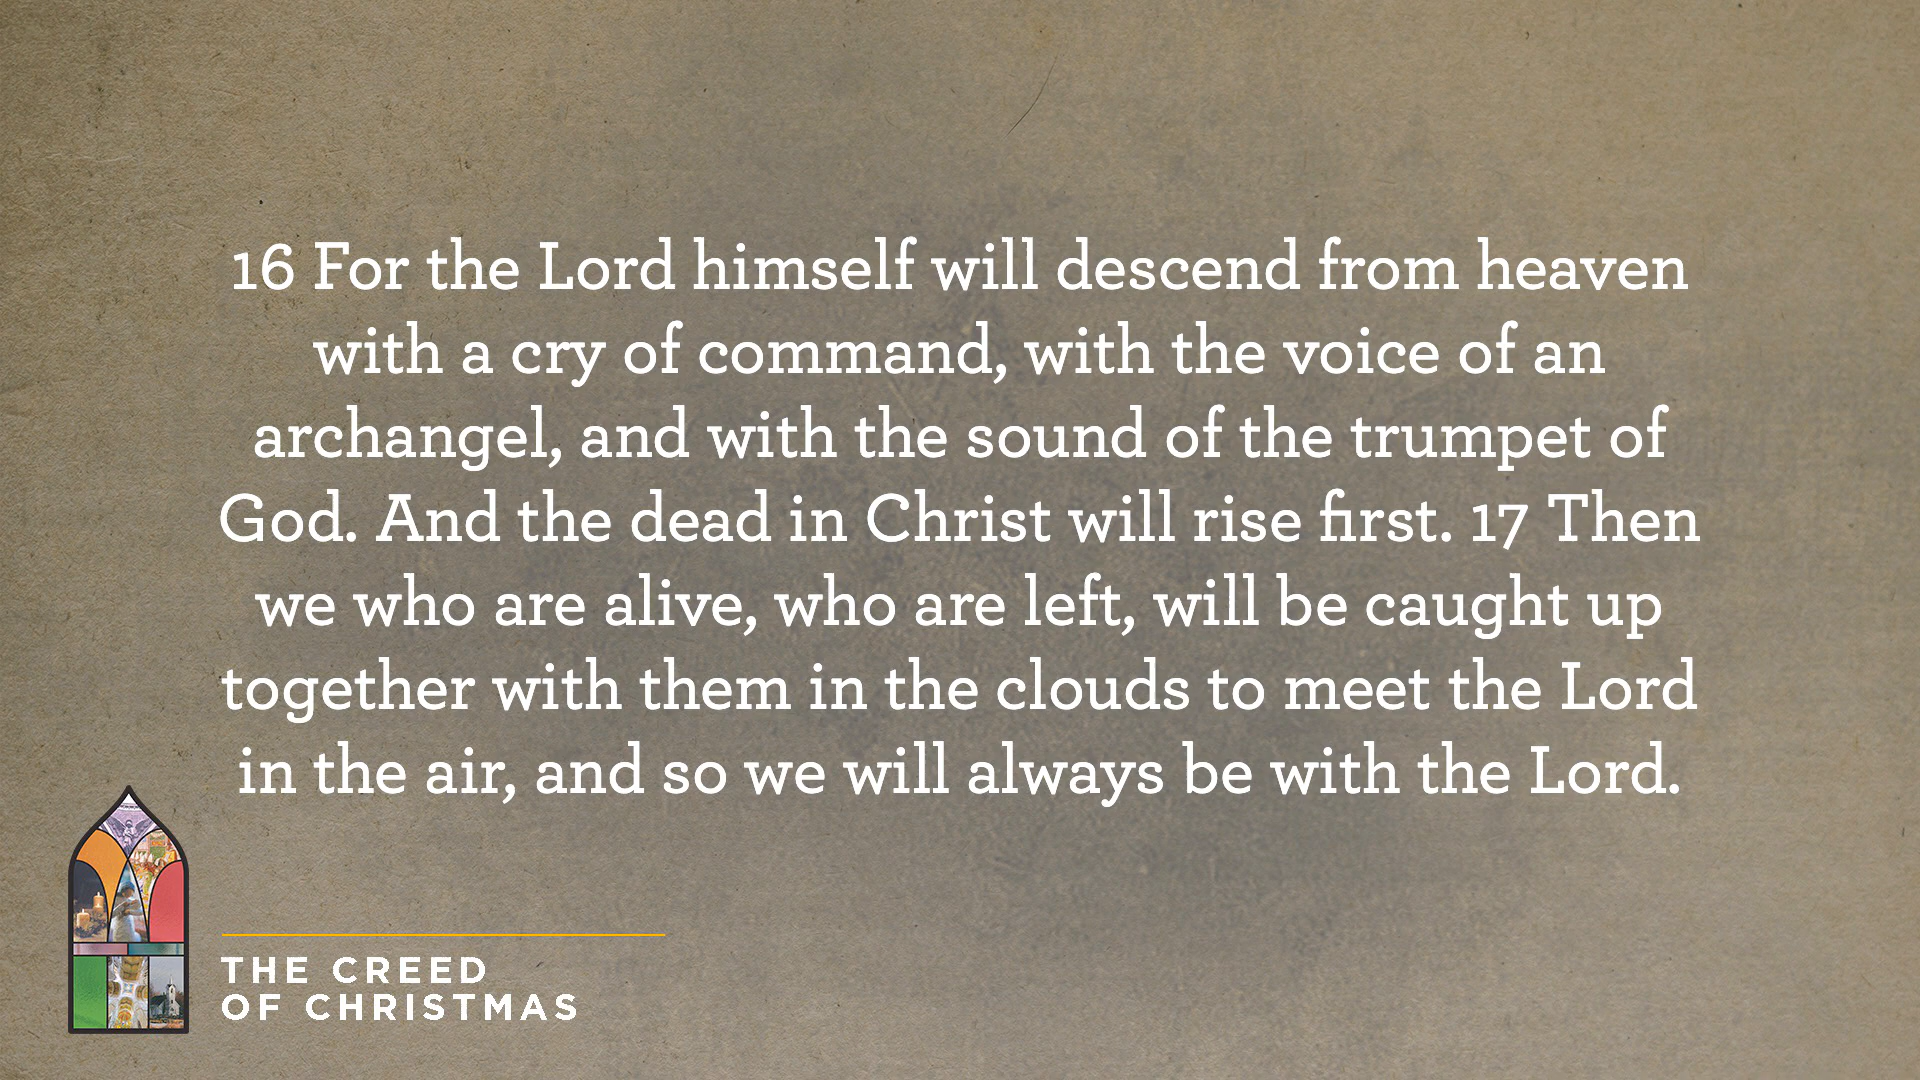 16 For the Lord himself will descend from heaven
with a cry of command, with the voice of an
archangel, and with the sound of the trumpet of
God. And the dead in Christ will rise first. 17 Then
we who are alive, who are left, will be caught up
together with them in the clouds to meet the Lord
in the air, and so we will always be with the Lord.
THE CREED
OF CHRISTMAS